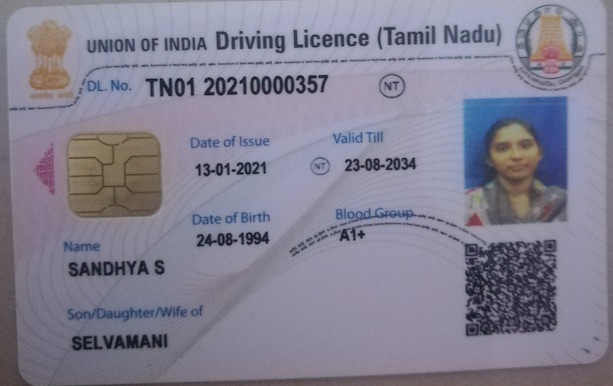 UNION OF INDIA Driving Licence (Tamil Nadu)
DL. No. TN01 20210000357 NT
Date of Issue Valid Till
13-01-2021 NT 23-08-2034
Date of Birth Blood Group
24-08-1994 A1+
Name
SANDHYA S
Son/Daughter/Wife of
SELVAMANI